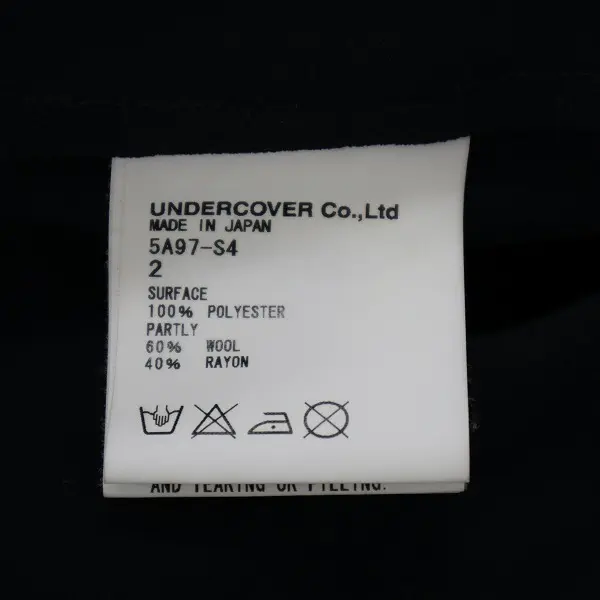 UNDERCOVER Co.,Ltd
MADE IN JAPAN
5A97-S4
2
SURFACE
100% POLYESTER
PARTLY
60% WOOL
40% RAYON
AND TEARING OR PILLING.